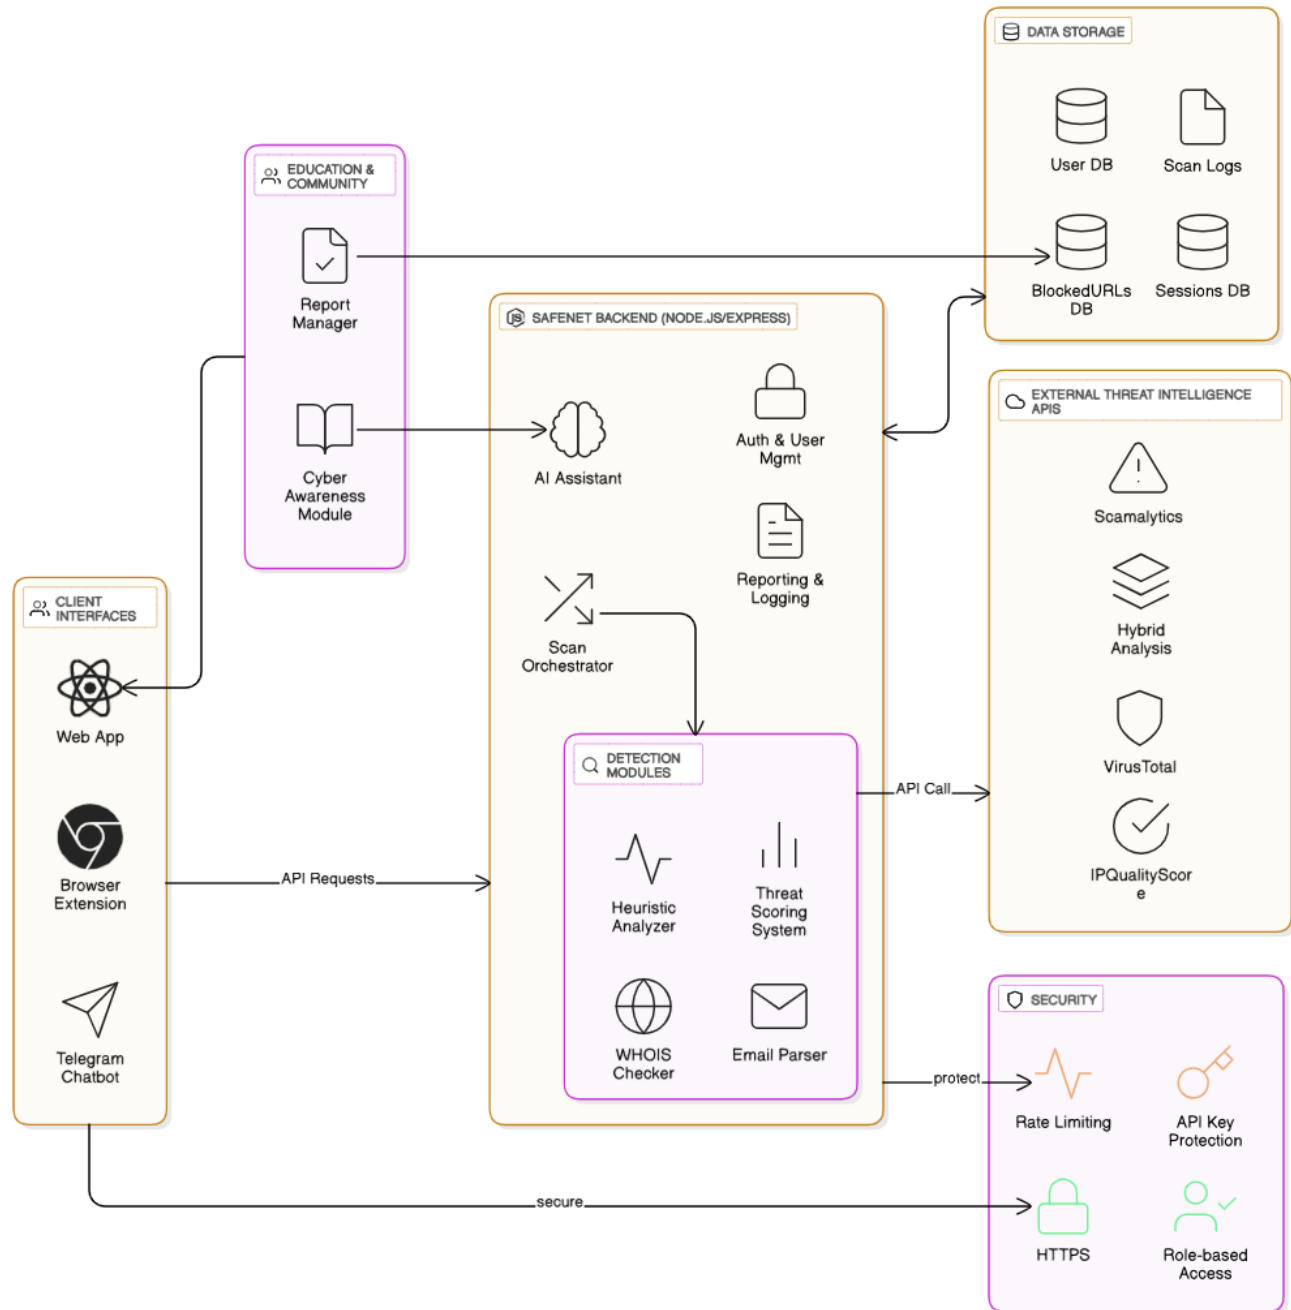 DATA STORAGE
User DB
Scan Logs
BlockedURLs
DB
Sessions DB
EDUCATION &
COMMUNITY
Report
Manager
Cyber
Awareness
Module
SAFENET BACKEND (NODE.JS/EXPRESS)
AI Assistant
Auth & User
Mgmt
Reporting &
Logging
Scan
Orchestrator
DETECTION
MODULES
Heuristic
Analyzer
Threat
Scoring
System
WHOIS
Checker
Email Parser
EXTERNAL THREAT INTELLIGENCE
APIS
Scamalytics
Hybrid
Analysis
VirusTotal
IPQualityScor
e
API Call
CLIENT
INTERFACES
Web App
Browser
Extension
Telegram
Chatbot
API Requests
protect
secure
SECURITY
Rate Limiting
API Key
Protection
HTTPS
Role-based
Access